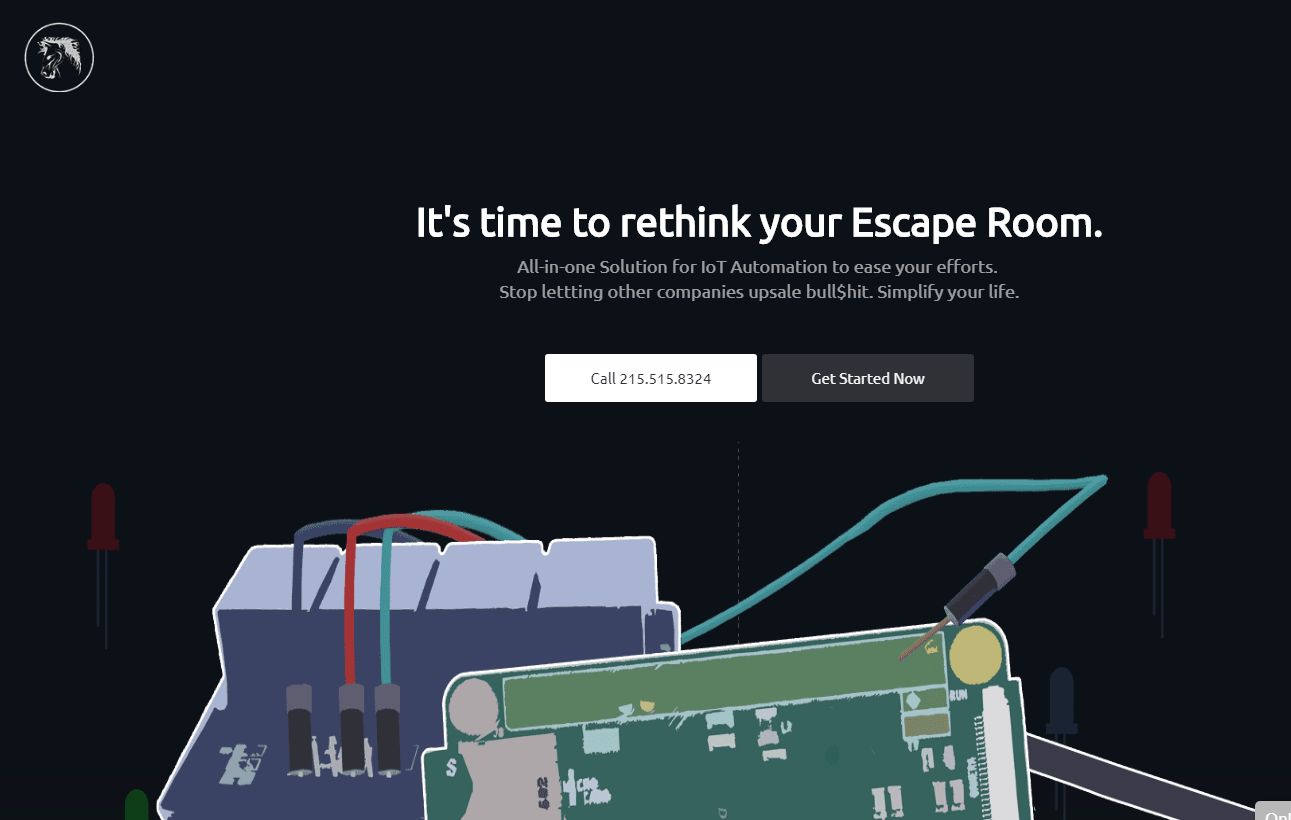 It's time to rethink your Escape Room.
All-in-one Solution for IoT Automation to ease your efforts.
Stop lettting other companies upsale bull$hit. Simplify your life.
Call 215.515.8324
Get Started Now
RUN
$